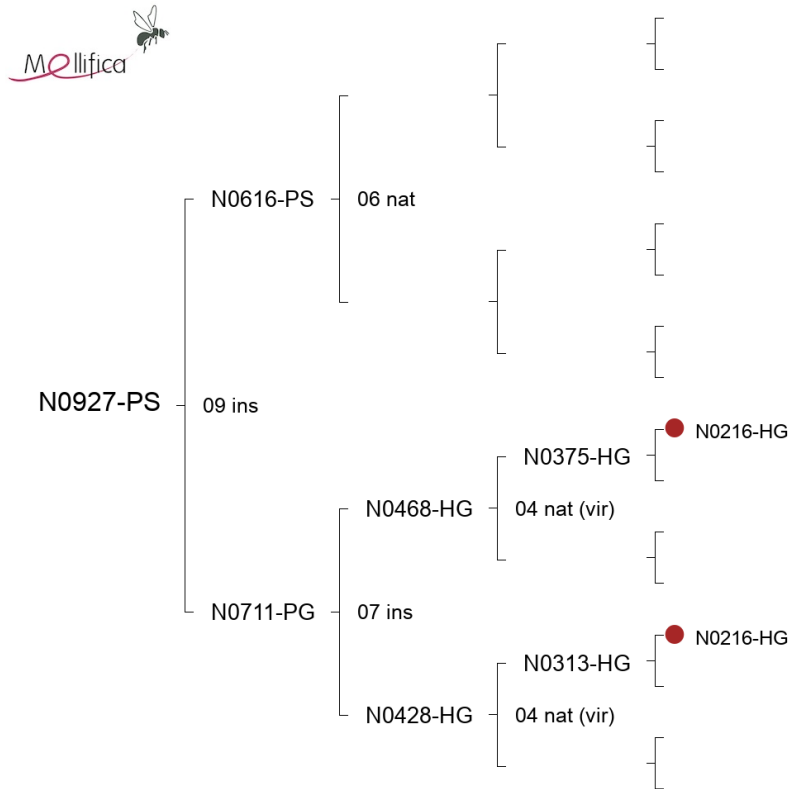 Mellifica
N0616-PS
06 nat
N0927-PS
09 ins
N0216-HG
N0375-HG
N0468-HG
04 nat (vir)
N0711-PG
07 ins
N0216-HG
N0313-HG
N0428-HG
04 nat (vir)